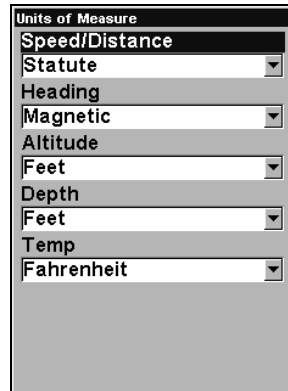 Units of Measure
Speed/Distance
Statute
Heading
Magnetic
Altitude
Feet
Depth
Feet
Temp
Fahrenheit